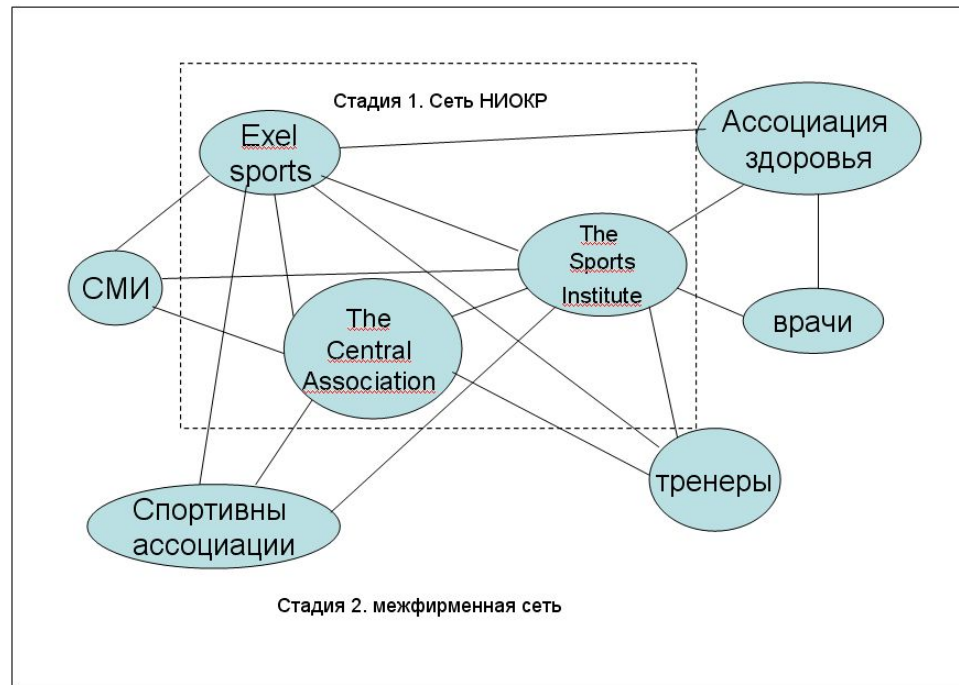 Стадия 1. Сеть НИОКР
Exel
sports
Ассоциация
здоровья
The
Sports
Institute
СМИ
The
Central
Association
врачи
тренеры
Спортивны
ассоциации
Стадия 2. межфирменная сеть